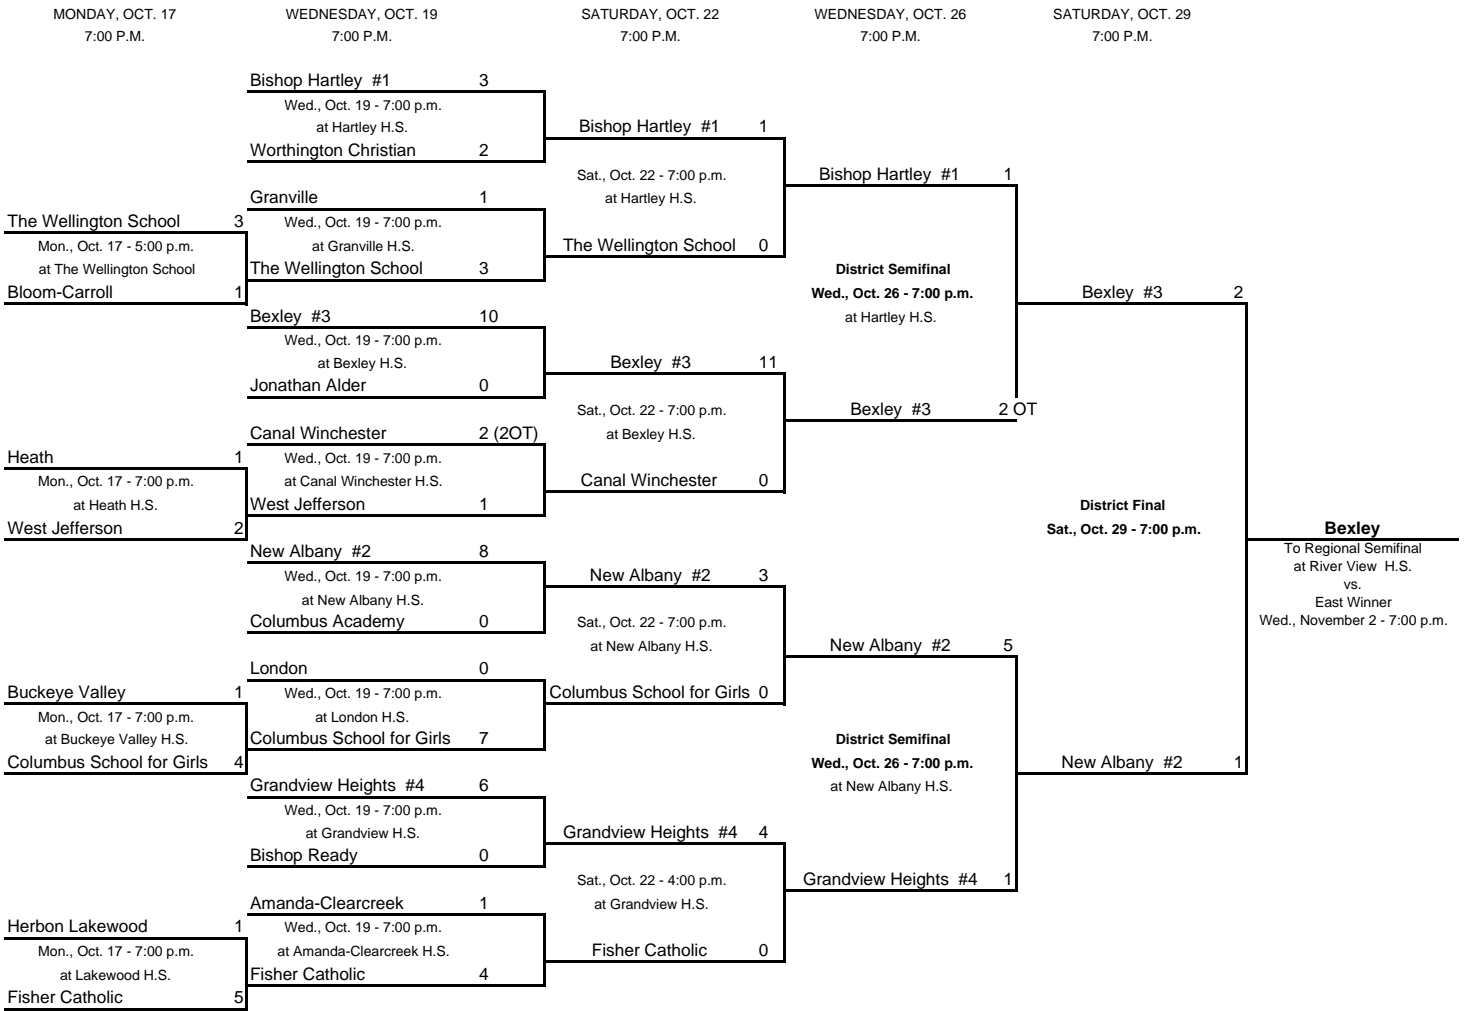 MONDAY, OCT. 17
7:00 P.M.
WEDNESDAY, OCT. 19
7:00 P.M.
SATURDAY, OCT. 22
7:00 P.M.
WEDNESDAY, OCT. 26
7:00 P.M.
SATURDAY, OCT. 29
7:00 P.M.
The Wellington School 3
Mon., Oct. 17 - 5:00 p.m.
at The Wellington School
Bloom-Carroll 1
Heath 1
Mon., Oct. 17 - 7:00 p.m.
at Heath H.S.
West Jefferson 2
Buckeye Valley 1
Mon., Oct. 17 - 7:00 p.m.
at Buckeye Valley H.S.
Columbus School for Girls 4
Herbon Lakewood 1
Mon., Oct. 17 - 7:00 p.m.
at Lakewood H.S.
Fisher Catholic 5
Bishop Hartley #1 3
Wed., Oct. 19 - 7:00 p.m.
at Hartley H.S.
Worthington Christian 2
Granville 1
Wed., Oct. 19 - 7:00 p.m.
at Granville H.S.
The Wellington School 3
Bexley #3 10
Wed., Oct. 19 - 7:00 p.m.
at Bexley H.S.
Jonathan Alder 0
Canal Winchester 2 (2OT)
Wed., Oct. 19 - 7:00 p.m.
at Canal Winchester H.S.
West Jefferson 1
New Albany #2 8
Wed., Oct. 19 - 7:00 p.m.
at New Albany H.S.
Columbus Academy 0
London 0
Wed., Oct. 19 - 7:00 p.m.
at London H.S.
Columbus School for Girls 7
Grandview Heights #4 6
Wed., Oct. 19 - 7:00 p.m.
at Grandview H.S.
Bishop Ready 0
Amanda-Clearcreek 1
Wed., Oct. 19 - 7:00 p.m.
at Amanda-Clearcreek H.S.
Fisher Catholic 4
Bishop Hartley #1 1
Sat., Oct. 22 - 7:00 p.m.
at Hartley H.S.
The Wellington School 0
Bexley #3 11
Sat., Oct. 22 - 7:00 p.m.
at Bexley H.S.
Canal Winchester 0
New Albany #2 3
Sat., Oct. 22 - 7:00 p.m.
at New Albany H.S.
Columbus School for Girls 0
Grandview Heights #4 4
Sat., Oct. 22 - 4:00 p.m.
at Grandview H.S.
Fisher Catholic 0
Bishop Hartley #1 1
District Semifinal
Wed., Oct. 26 - 7:00 p.m.
at Hartley H.S.
Bexley #3 2 OT
New Albany #2 5
District Semifinal
Wed., Oct. 26 - 7:00 p.m.
at New Albany H.S.
Grandview Heights #4 1
Bexley #3 2
District Final
Sat., Oct. 29 - 7:00 p.m.
New Albany #2 1
Bexley
To Regional Semifinal
at River View H.S.
vs.
East Winner
Wed., November 2 - 7:00 p.m.